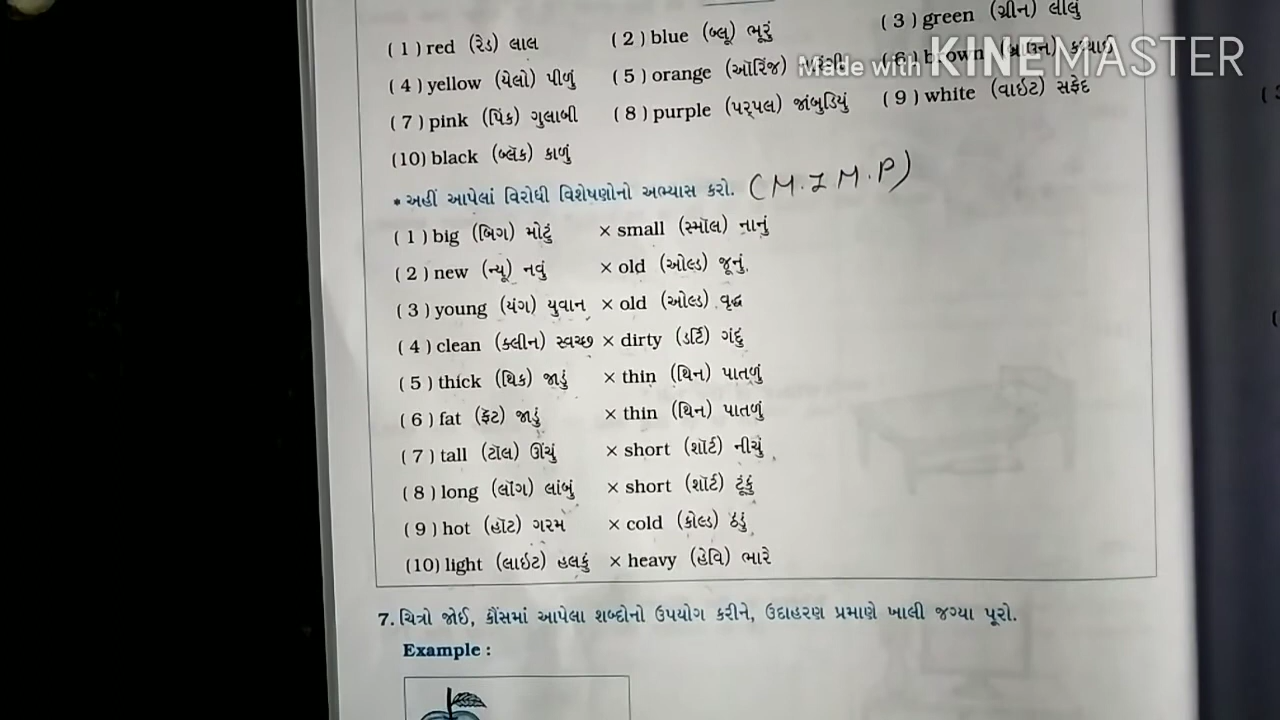 (1) red (રેડ) લાલ (2) blue (બ્લૂ) ભૂરું (3) green (ગ્રીન) લીલું
(4) yellow (યેલો) પીળું (5) orange (ઑરિંજ) (6) brown
Made with KINEMASTER
(7) pink (પિંક) ગુલાબી (8) purple (પર્પલ) જાંબુડિયું (9) white (વાઇટ) સફેદ
(10) black (બ્લૅક) કાળું
• અહીં આપેલાં વિરોધી વિશેષણોનો અભ્યાસ કરો. (M.I M.P)
(1) big (બિગ) મોટું × small (સ્મૉલ) નાનું
(2) new (ન્યૂ) નવું × old (ઓલ્ડ) જૂનું
(3) young (યંગ) યુવાન × old (ઓલ્ડ) વૃદ્ધ
(4) clean (ક્લીન) સ્વચ્છ × dirty (ડર્ટિ) ગંદું
(5) thick (થિક) જાડું × thin (થિન) પાતળું
(6) fat (ફૅટ) જાડું × thin (થિન) પાતળું
(7) tall (ટૉલ) ઊંચું × short (શૉર્ટ) નીચું
(8) long (લૉંગ) લાંબું × short (શૉર્ટ) ટૂંકું
(9) hot (હૉટ) ગરમ × cold (કોલ્ડ) ઠંડું
(10) light (લાઇટ) હલકું × heavy (હેવિ) ભારે
7. ચિત્રો જોઈ, કૌંસમાં આપેલા શબ્દોનો ઉપયોગ કરીને, ઉદાહરણ પ્રમાણે ખાલી જગ્યા પૂરો.
Example :